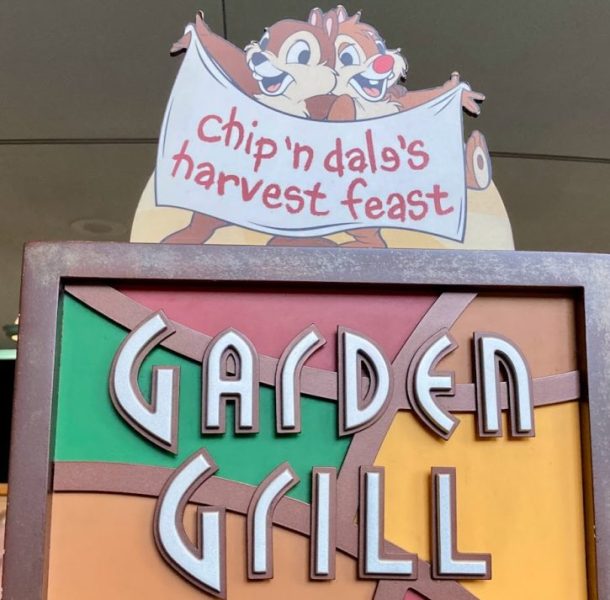 chip 'n dale's
harvest feast
GARDEN
GRILL